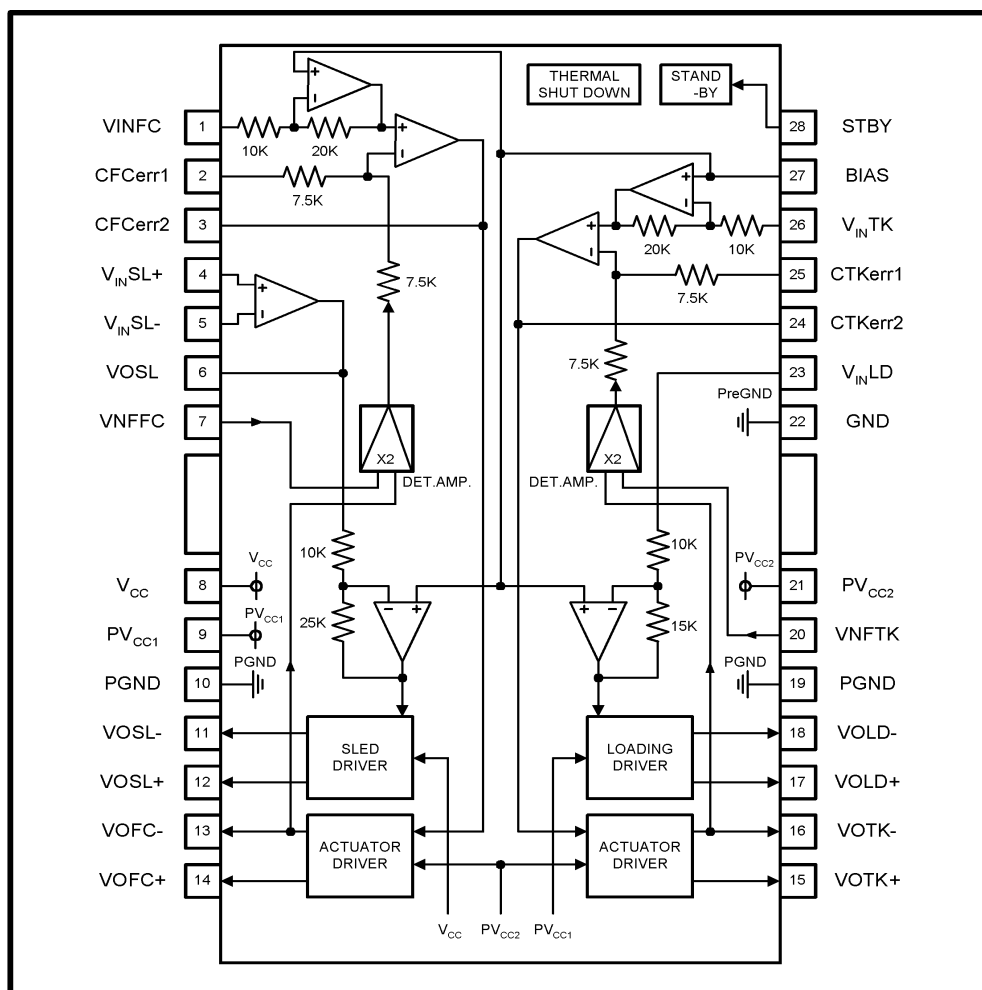 THERMAL
SHUT DOWN
STAND
-BY
VINFC 1
10K
20K
28 STBY
CFCerr1 2
7.5K
27 BIAS
CFCerr2 3
20K
10K
26 VINTK
VINSL+ 4
7.5K
7.5K
25 CTKerr1
VINSL- 5
24 CTKerr2
VOSL 6
7.5K
23 VINLD
VNFFC 7
PreGND
22 GND
X2
DET.AMP.
X2
DET.AMP.
10K
10K
VCC 8
VCC
PVCC2
21 PVCC2
25K
15K
PVCC1 9
PVCC1
20 VNFTK
PGND 10
PGND
PGND
19 PGND
VOSL- 11
SLED
DRIVER
LOADING
DRIVER
18 VOLD-
VOSL+ 12
17 VOLD+
VOFC- 13
ACTUATOR
DRIVER
ACTUATOR
DRIVER
16 VOTK-
VOFC+ 14
15 VOTK+
VCC
PVCC2
PVCC1